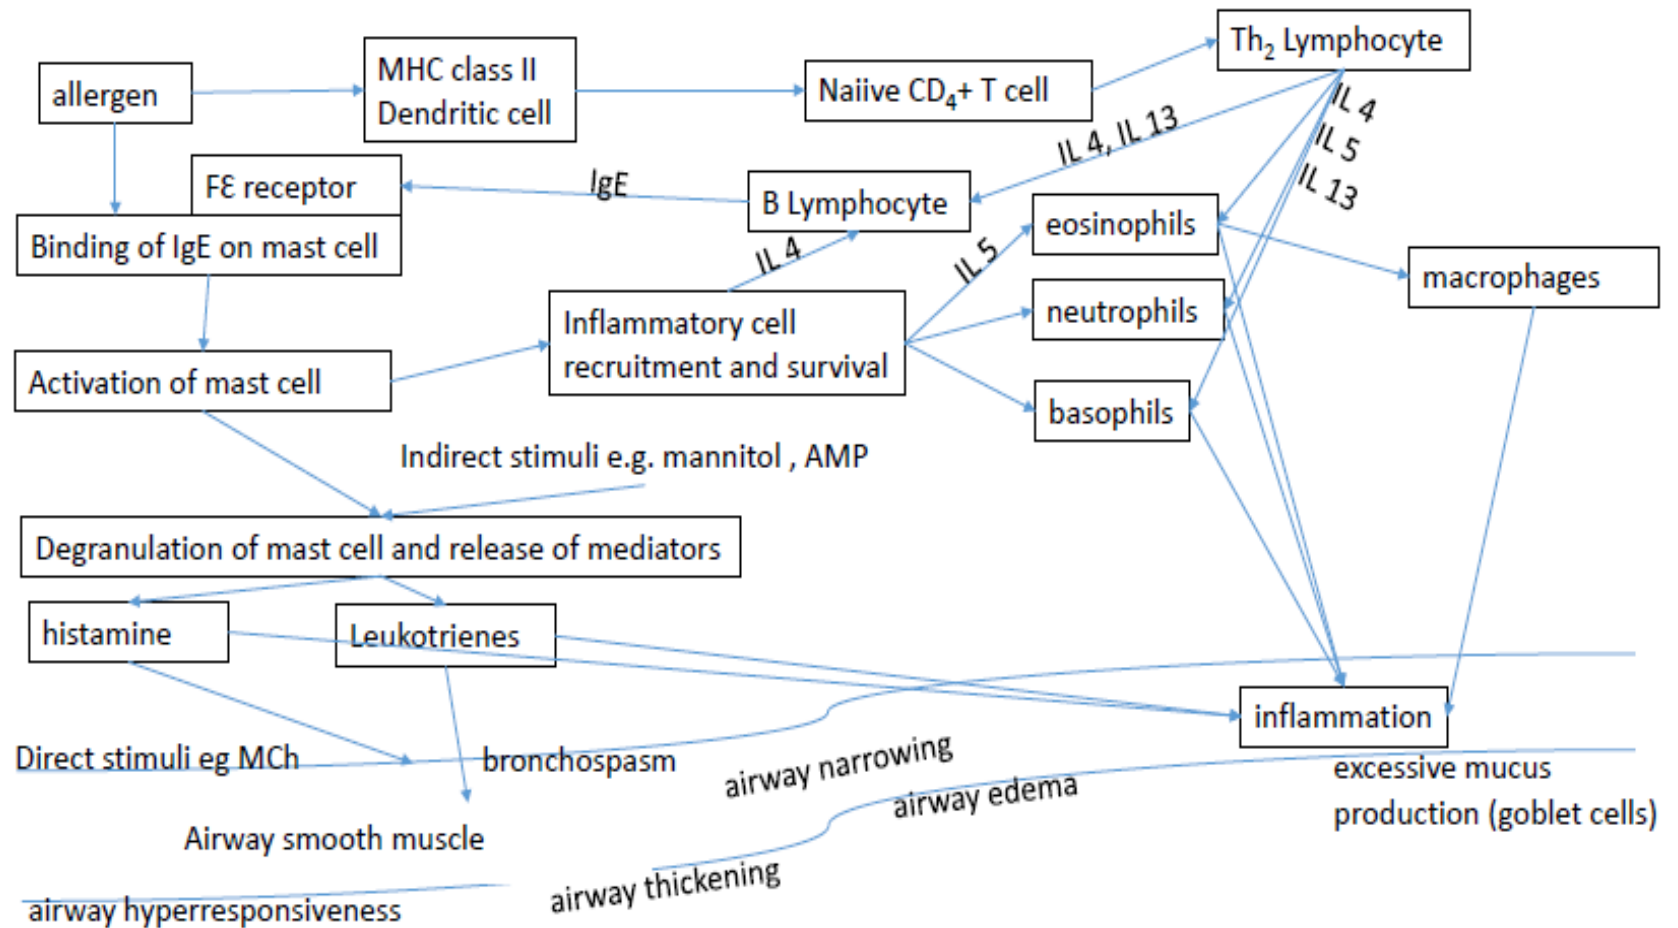 Th₂ Lymphocyte
MHC class II
Dendritic cell
allergen
Naiive CD₄+ T cell
IL 4
IL 5
IL 13
IL 4, IL 13
FƐ receptor
IgE
B Lymphocyte
eosinophils
Binding of IgE on mast cell
IL 4
IL 5
macrophages
neutrophils
Inflammatory cell
recruitment and survival
Activation of mast cell
basophils
Indirect stimuli e.g. mannitol , AMP
Degranulation of mast cell and release of mediators
histamine
Leukotrienes
inflammation
Direct stimuli eg MCh
bronchospasm
airway narrowing
airway edema
excessive mucus
production (goblet cells)
Airway smooth muscle
airway thickening
airway hyperresponsiveness